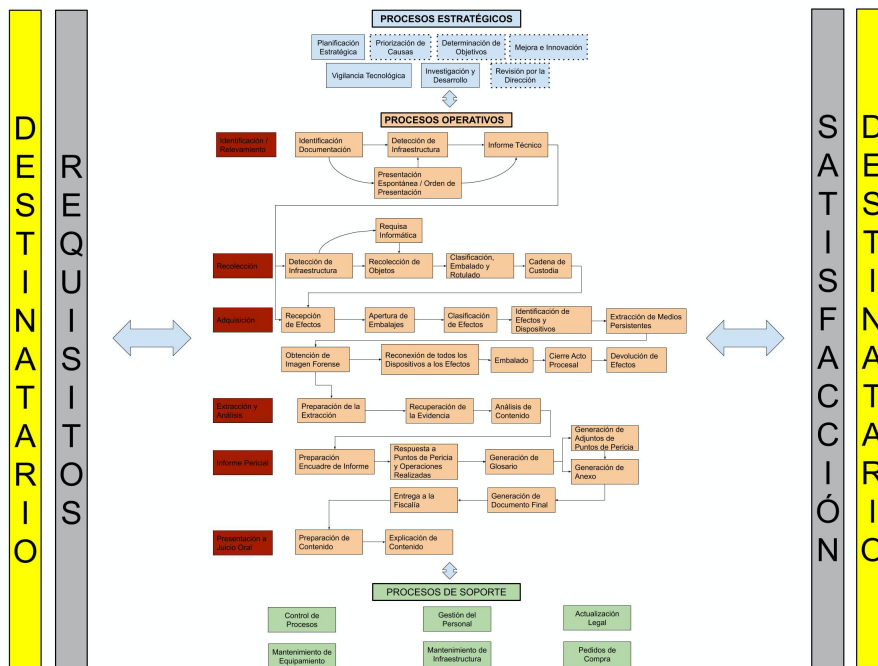 DESTINATARIO
REQUISITOS
PROCESOS ESTRATÉGICOS
Planificación
Estratégica
Priorización de
Causas
Determinación de
Objetivos
Mejora e Innovación
Vigilancia Tecnológica
Investigación y
Desarrollo
Revisión por la
Dirección
PROCESOS OPERATIVOS
Identificación /
Relevamiento
Identificación
Documentación
Detección de
Infraestructura
Informe Técnico
Presentación
Espontánea / Orden de
Presentación
Requisa
Informática
Recolección
Detección de
Infraestructura
Recolección de
Objetos
Clasificación,
Embalado y
Rotulado
Cadena de
Custodia
Adquisición
Recepción
de Efectos
Apertura de
Embalajes
Clasificación
de Efectos
Identificación de
Efectos y
Dispositivos
Extracción de Medios
Persistentes
Obtención de
Imagen Forense
Reconexión de todos los
Dispositivos a los Efectos
Embalado
Cierre Acto
Procesal
Devolución de
Efectos
Extracción y
Análisis
Preparación de la
Extracción
Recuperación de
la Evidencia
Análisis de
Contenido
Informe Pericial
Preparación
Encuadre de Informe
Respuesta a
Puntos de Pericia
y Operaciones
Realizadas
Generación de
Glosario
Generación de
Adjuntos de
Puntos de Pericia
Generación de
Anexo
Entrega a la
Fiscalía
Generación de
Documento Final
Presentación a
Juicio Oral
Preparación de
Contenido
Explicación de
Contenido
PROCESOS DE SOPORTE
Control de
Procesos
Gestión del
Personal
Actualización
Legal
Mantenimiento de
Equipamiento
Mantenimiento de
Infraestructura
Pedidos de
Compra
SATISFACCIÓN
DESTINATARIO